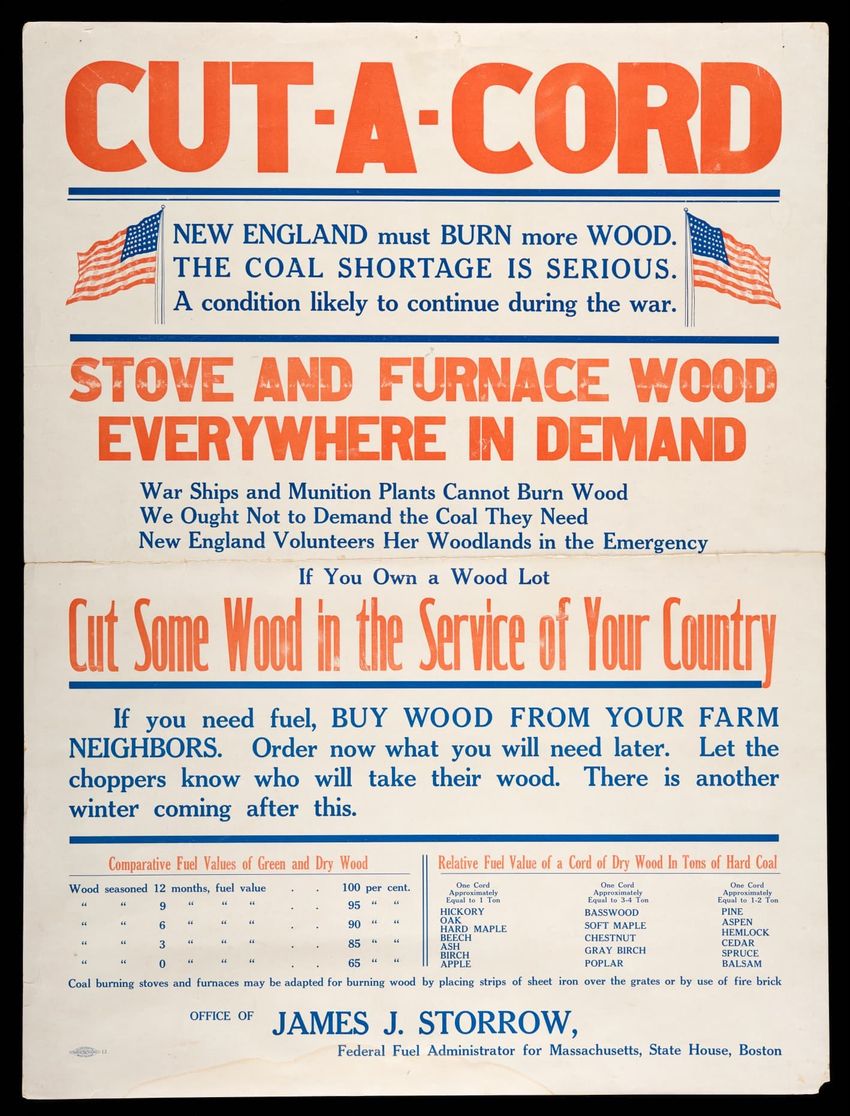 CUT-A-CORD
NEW ENGLAND must BURN more WOOD.
THE COAL SHORTAGE IS SERIOUS.
A condition likely to continue during the war.
STOVE AND FURNACE WOOD
EVERYWHERE IN DEMAND
War Ships and Munition Plants Cannot Burn Wood
We Ought Not to Demand the Coal They Need
New England Volunteers Her Woodlands in the Emergency
If You Own a Wood Lot
Cut Some Wood in the Service of Your Country
If you need fuel, BUY WOOD FROM YOUR FARM
NEIGHBORS. Order now what you will need later. Let the
choppers know who will take their wood. There is another
winter coming after this.
Comparative Fuel Values of Green and Dry Wood
Wood seasoned 12 months, fuel value . . 100 per cent.
“ “ 9 “ “ “ . . 95 “ “
“ “ 6 “ “ “ . . 90 “ “
“ “ 3 “ “ “ . . 85 “ “
“ “ 0 “ “ “ . . 65 “ “
Relative Fuel Value of a Cord of Dry Wood In Tons of Hard Coal
One Cord
Approximately
Equal to 1 Ton
HICKORY
OAK
HARD MAPLE
BEECH
ASH
BIRCH
APPLE
One Cord
Approximately
Equal to 3-4 Ton
BASSWOOD
SOFT MAPLE
CHESTNUT
GRAY BIRCH
POPLAR
One Cord
Approximately
Equal to 1-2 Ton
PINE
ASPEN
HEMLOCK
CEDAR
SPRUCE
BALSAM
Coal burning stoves and furnaces may be adapted for burning wood by placing strips of sheet iron over the grates or by use of fire brick
OFFICE OF JAMES J. STORROW,
Federal Fuel Administrator for Massachusetts, State House, Boston